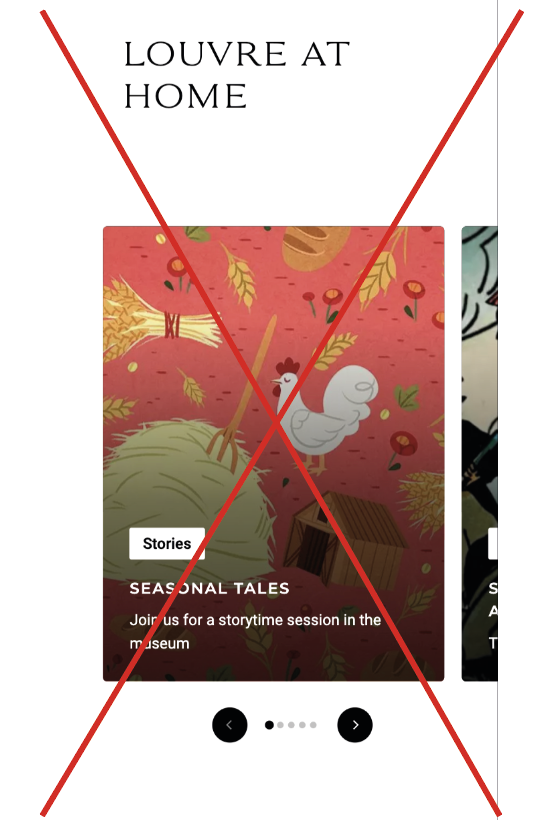 LOUVRE AT
HOME
Stories
SEASONAL TALES
Join us for a storytime session in the
museum
S
A
T